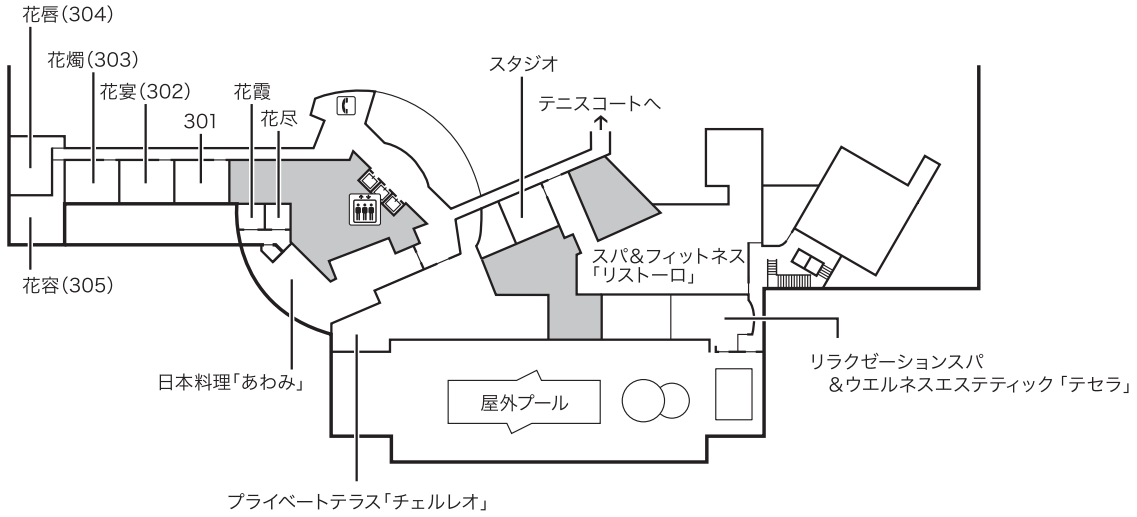 花唇(304)
花燭(303)
花宴(302)
301
花霞
花尽
スタジオ
テニスコートへ
スパ&フィットネス
「リストーロ」
花容(305)
日本料理「あわみ」
屋外プール
リラクゼーションスパ
&ウエルネスエステティック「テセラ」
プライベートテラス「チェルレオ」